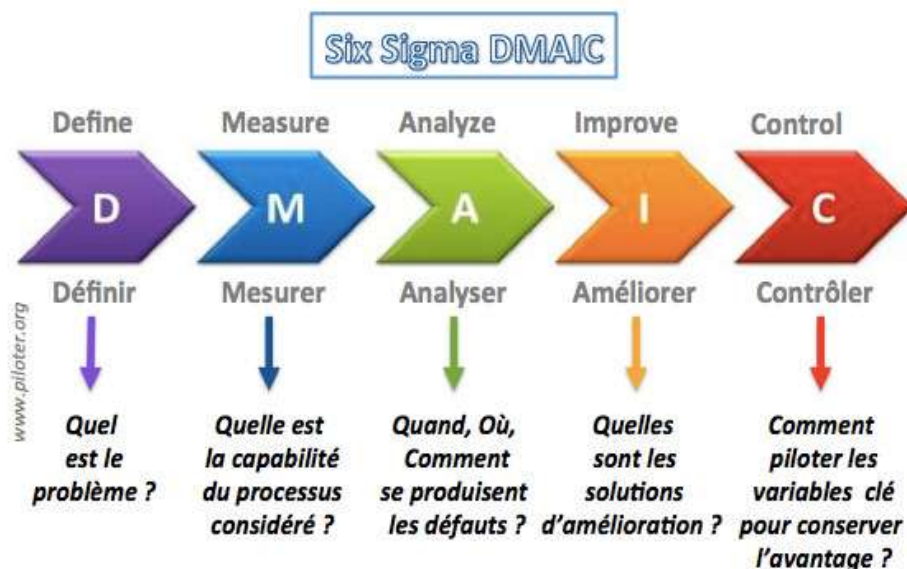 Six Sigma DMAIC
Define
Measure
Analyze
Improve
Control
D
M
A
I
C
Définir
Mesurer
Analyser
Améliorer
Contrôler
www.piloter.org
Quel
est le
problème ?
Quelle est
la capabilité
du processus
considéré ?
Quand, Où,
Comment
se produisent
les défauts ?
Quelles
sont les
solutions
d'amélioration ?
Comment
piloter les
variables clé
pour conserver
l'avantage ?